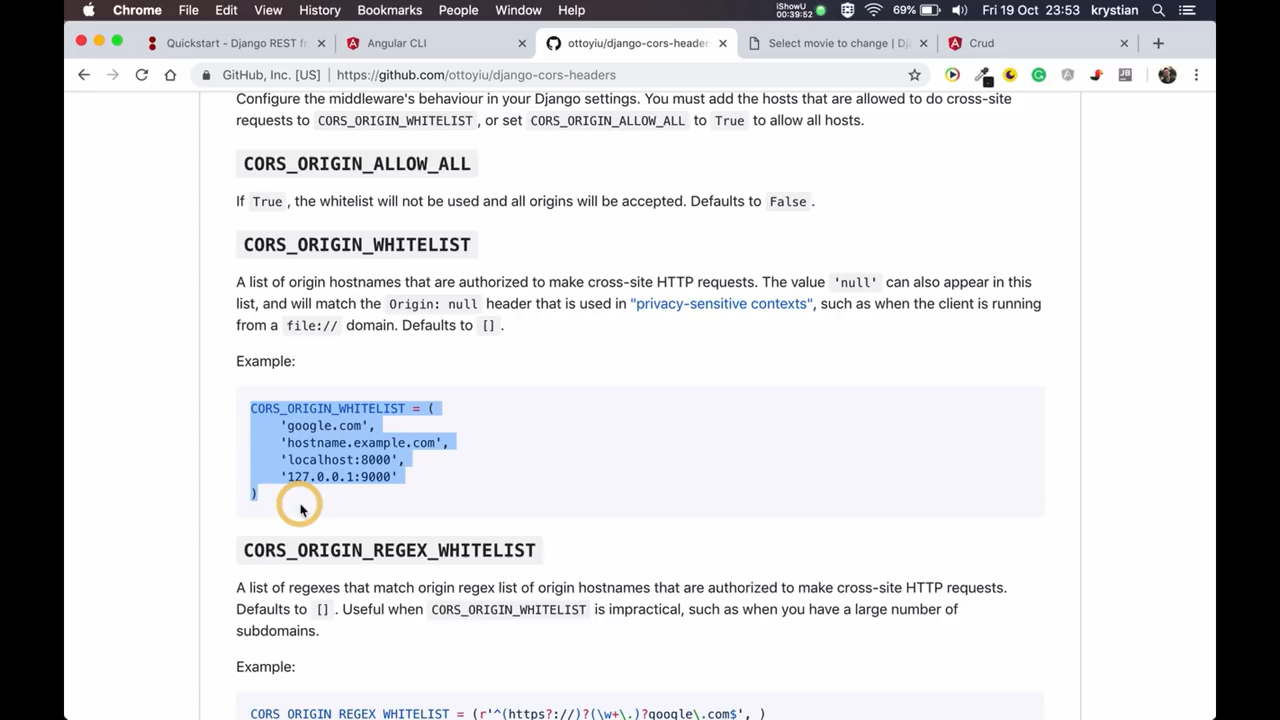 Chrome File Edit View History Bookmarks People Window Help iShowU 00:39:52 69% Fri 19 Oct 23:53 krystian
Quickstart - Django REST fr × Angular CLI × ottoyiu/django-cors-header × Select movie to change | Dj × Crud × +
GitHub, Inc. [US] | https://github.com/ottoyiu/django-cors-headers
Configure the middleware's behaviour in your Django settings. You must add the hosts that are allowed to do cross-site
requests to CORS_ORIGIN_WHITELIST , or set CORS_ORIGIN_ALLOW_ALL to True to allow all hosts.
CORS_ORIGIN_ALLOW_ALL
If True , the whitelist will not be used and all origins will be accepted. Defaults to False .
CORS_ORIGIN_WHITELIST
A list of origin hostnames that are authorized to make cross-site HTTP requests. The value 'null' can also appear in this
list, and will match the Origin: null header that is used in "privacy-sensitive contexts", such as when the client is running
from a file:// domain. Defaults to [] .
Example:
CORS_ORIGIN_WHITELIST = (
'google.com',
'hostname.example.com',
'localhost:8000',
'127.0.0.1:9000'
)
CORS_ORIGIN_REGEX_WHITELIST
A list of regexes that match origin regex list of origin hostnames that are authorized to make cross-site HTTP requests.
Defaults to [] . Useful when CORS_ORIGIN_WHITELIST is impractical, such as when you have a large number of
subdomains.
Example:
CORS_ORIGIN_REGEX_WHITELIST = (r'^(https?://)?(\w+\.)?google\.com$', )